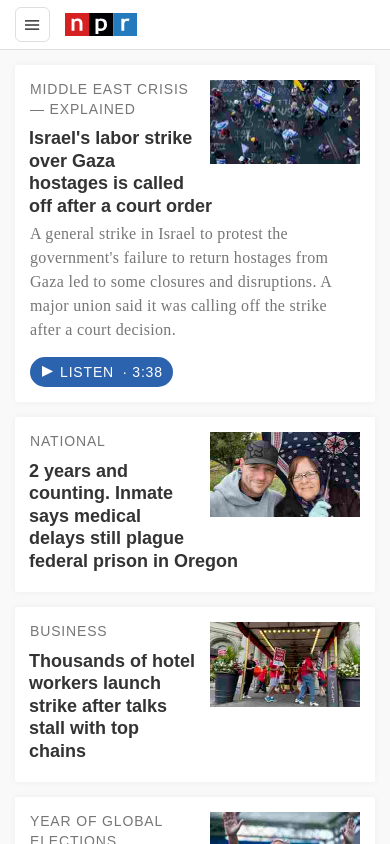 npr
MIDDLE EAST CRISIS
— EXPLAINED
Israel's labor strike
over Gaza
hostages is called
off after a court order
A general strike in Israel to protest the
government's failure to return hostages from
Gaza led to some closures and disruptions. A
major union said it was calling off the strike
after a court decision.
LISTEN · 3:38
NATIONAL
2 years and
counting. Inmate
says medical
delays still plague
federal prison in Oregon
BUSINESS
Thousands of hotel
workers launch
strike after talks
stall with top
chains
YEAR OF GLOBAL
ELECTIONS